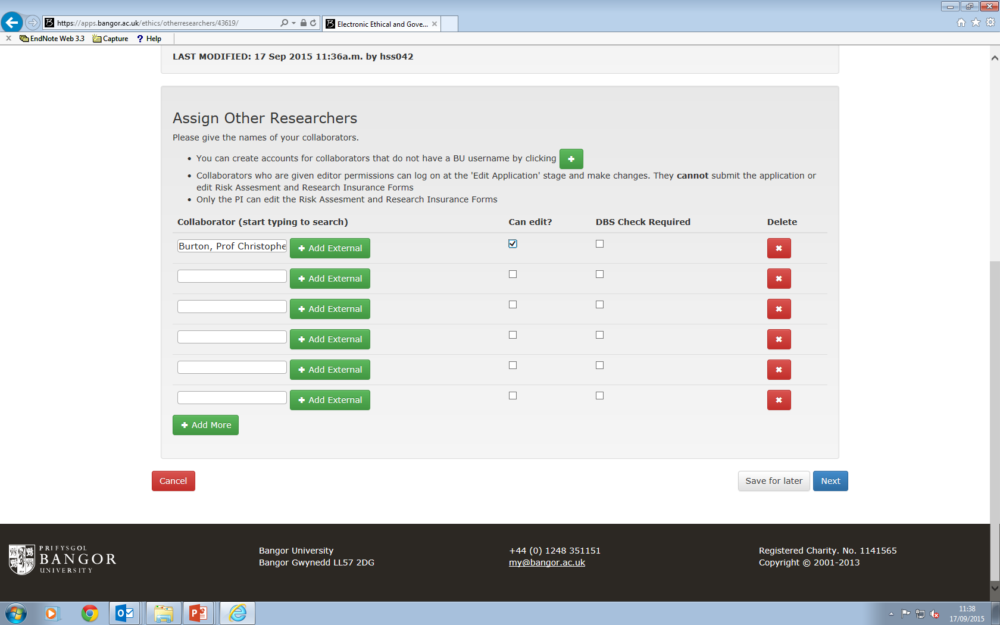 https://apps.bangor.ac.uk/ethics/otherresearchers/43619/
Electronic Ethical and Gove...
EndNote Web 3.3 Capture Help
LAST MODIFIED: 17 Sep 2015 11:36a.m. by hss042
Assign Other Researchers
Please give the names of your collaborators.
You can create accounts for collaborators that do not have a BU username by clicking
Collaborators who are given editor permissions can log on at the 'Edit Application' stage and make changes. They cannot submit the application or
edit Risk Assesment and Research Insurance Forms
Only the PI can edit the Risk Assesment and Research Insurance Forms
Collaborator (start typing to search) Can edit? DBS Check Required Delete
Burton, Prof Christophe Add External
Add External
Add External
Add External
Add External
Add External
Add More
Cancel Save for later Next
PRIFYSGOL
BANGOR
UNIVERSITY
Bangor University
Bangor Gwynedd LL57 2DG
+44 (0) 1248 351151
my@bangor.ac.uk
Registered Charity. No. 1141565
Copyright © 2001-2013
11:38
17/09/2015